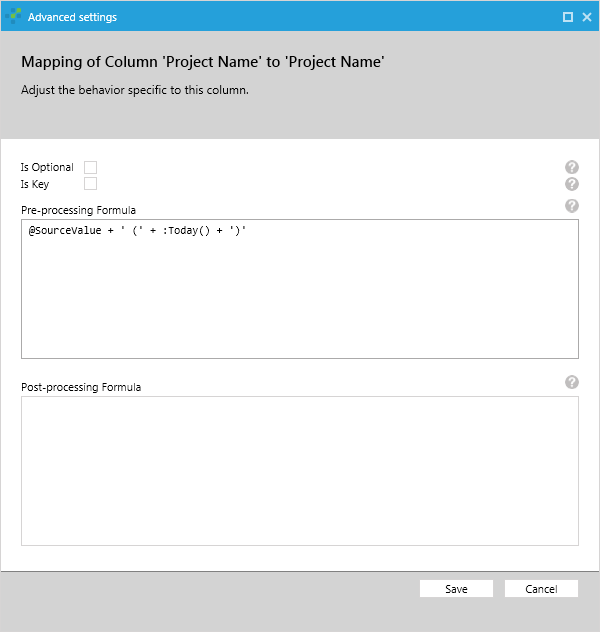 Advanced settings
Mapping of Column 'Project Name' to 'Project Name'
Adjust the behavior specific to this column.
Is Optional
?
Is Key
?
Pre-processing Formula
?
@SourceValue + ' (' + :Today() + ')'
Post-processing Formula
?
Save
Cancel